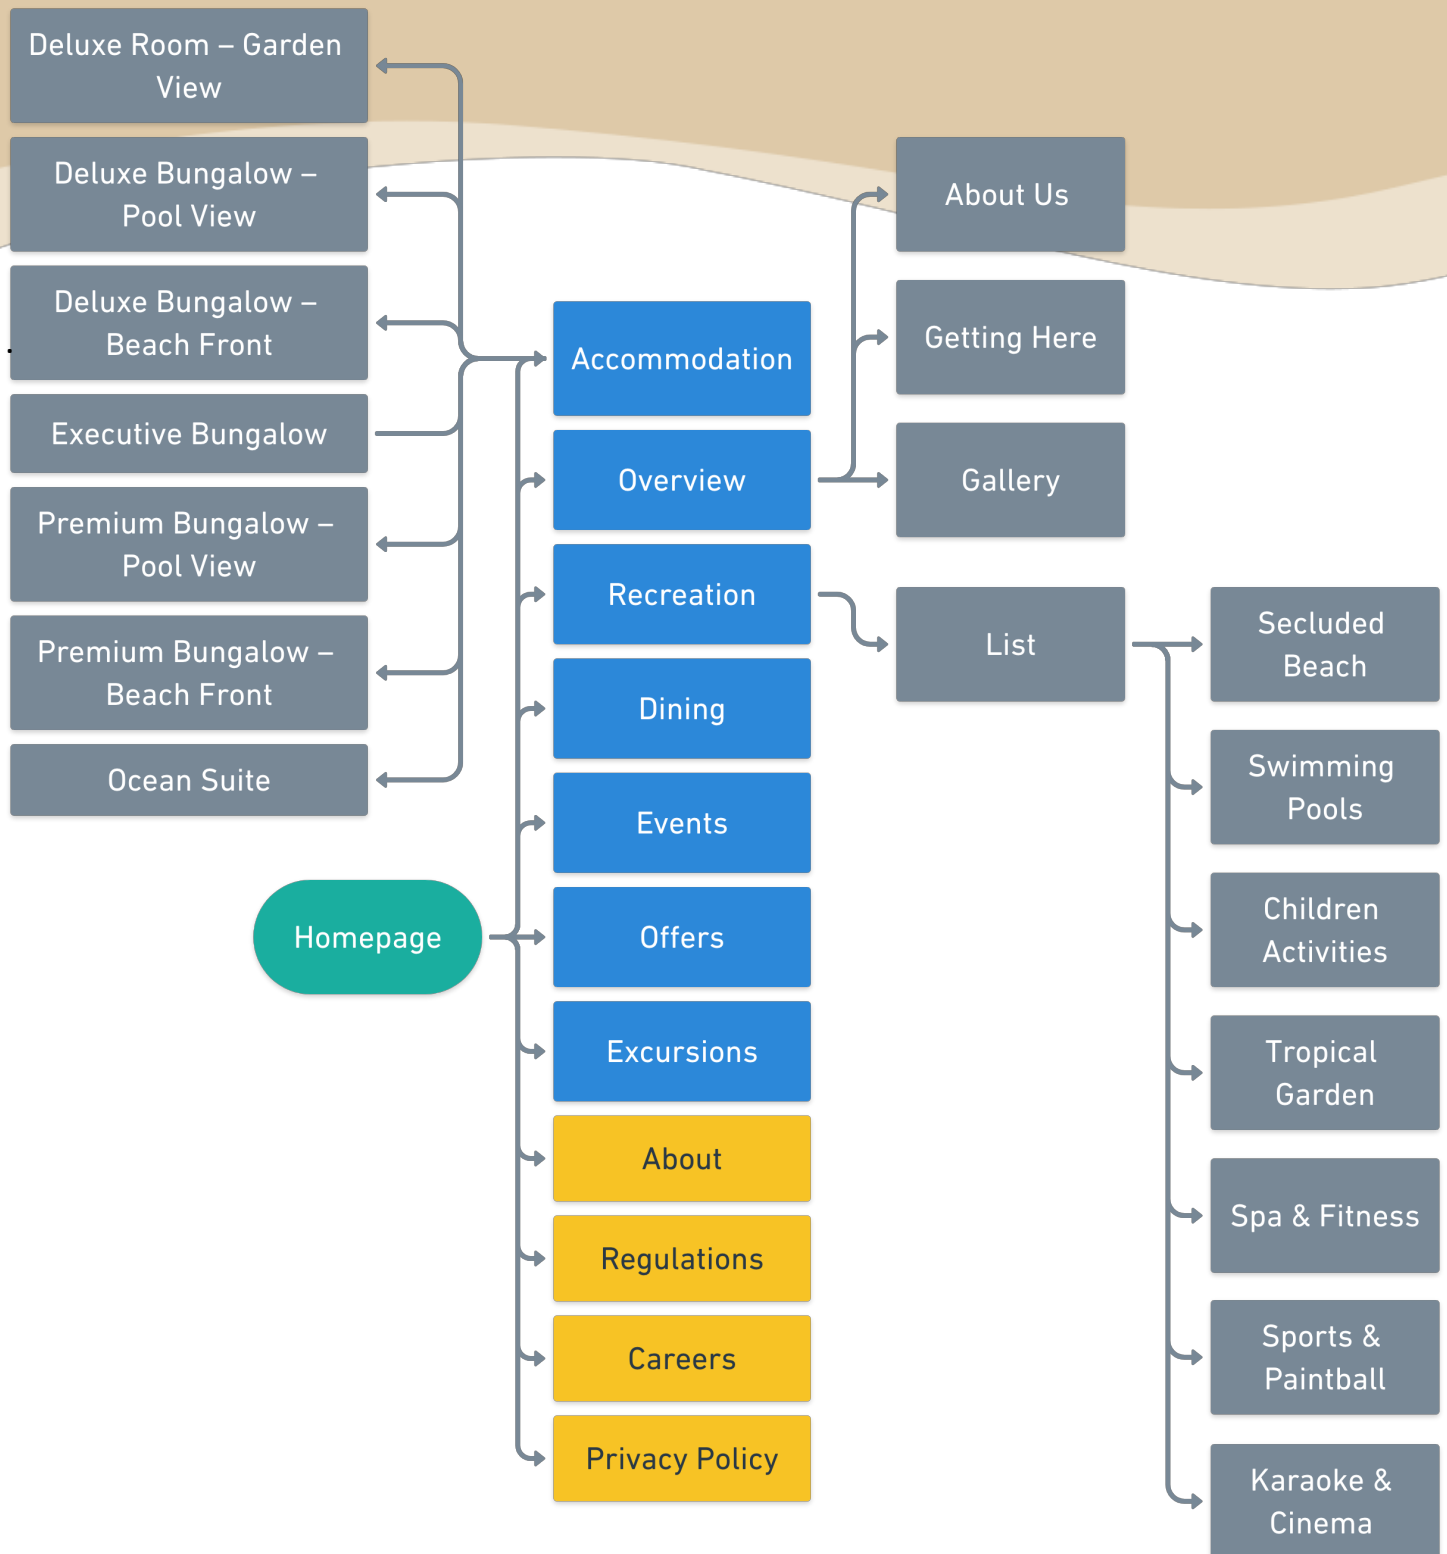 Deluxe Room – Garden
View
Deluxe Bungalow –
Pool View
Deluxe Bungalow –
Beach Front
Executive Bungalow
Premium Bungalow –
Pool View
Premium Bungalow –
Beach Front
Ocean Suite
Homepage
Accommodation
Overview
Recreation
Dining
Events
Offers
Excursions
About
Regulations
Careers
Privacy Policy
About Us
Getting Here
Gallery
List
Secluded
Beach
Swimming
Pools
Children
Activities
Tropical
Garden
Spa & Fitness
Sports &
Paintball
Karaoke &
Cinema